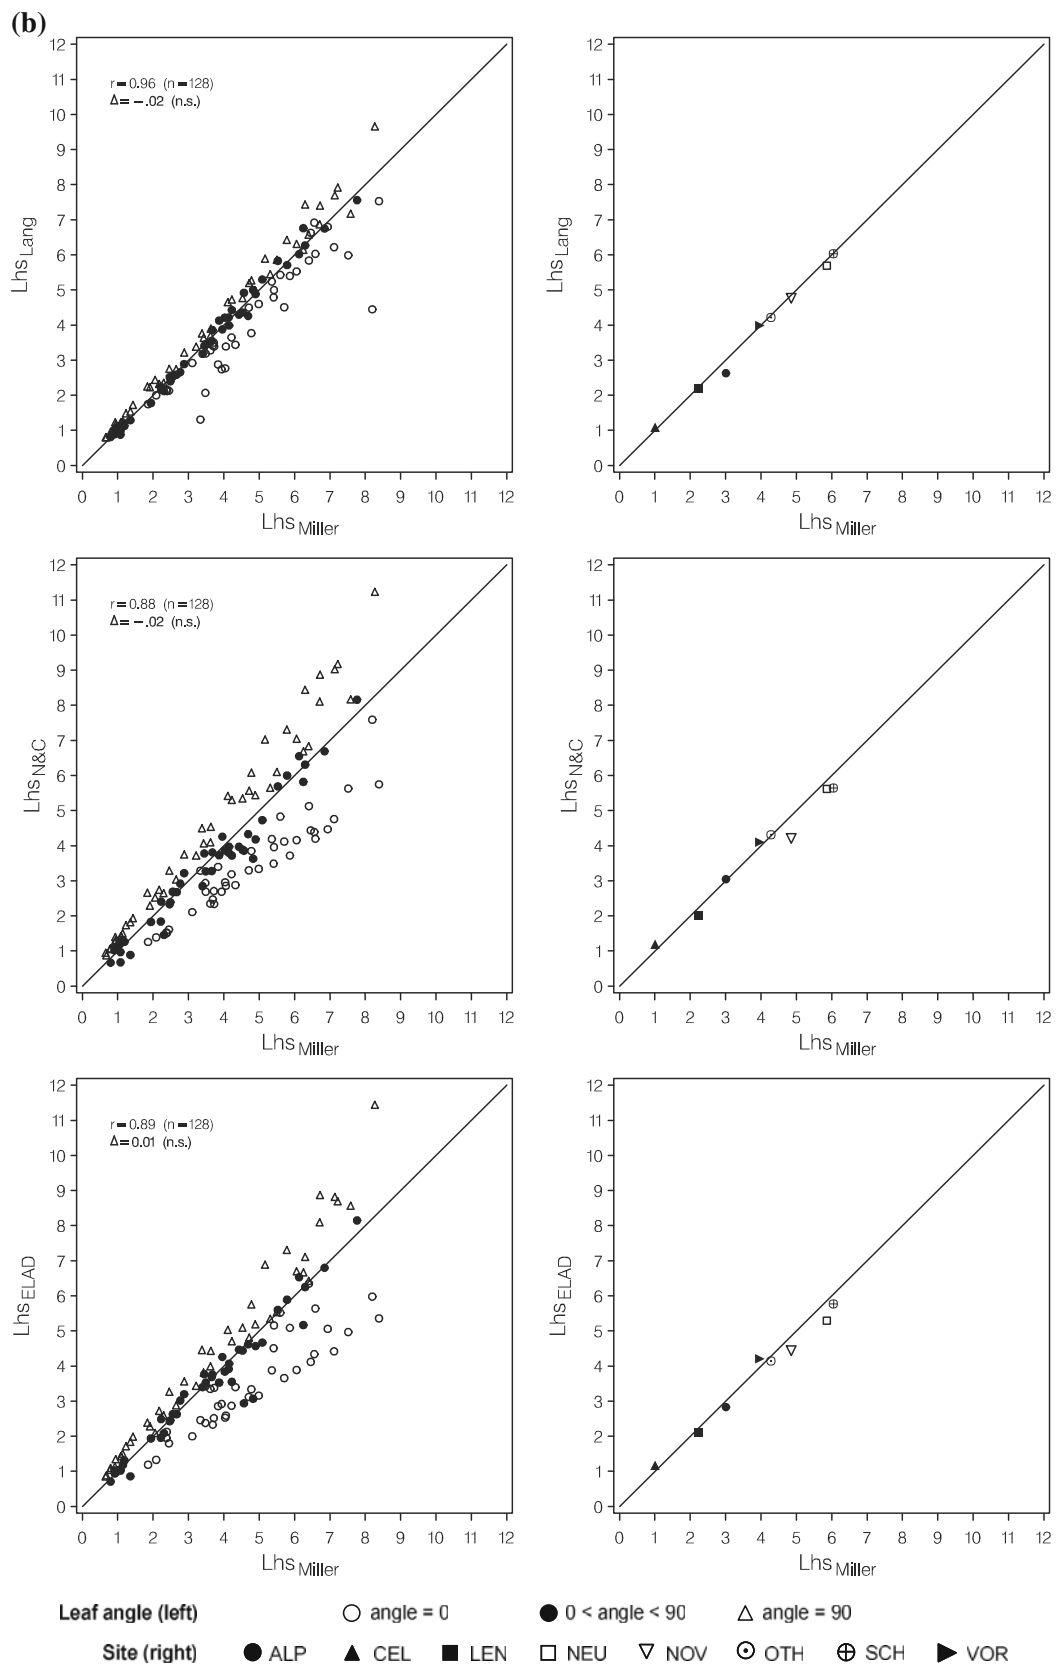 (b)
12
11
10
9
8
7
6
5
4
3
2
1
0
r=0.96 (n=128)
Δ=-.02 (n.s.)
Lhs Lang
0 1 2 3 4 5 6 7 8 9 10 11 12
Lhs Miller
12
11
10
9
8
7
6
5
4
3
2
1
0
Lhs Lang
0 1 2 3 4 5 6 7 8 9 10 11 12
Lhs Miller
12
11
10
9
8
7
6
5
4
3
2
1
0
r=0.88 (n=128)
Δ=-.02 (n.s.)
Lhs N&C
0 1 2 3 4 5 6 7 8 9 10 11 12
Lhs Miller
12
11
10
9
8
7
6
5
4
3
2
1
0
Lhs N&C
0 1 2 3 4 5 6 7 8 9 10 11 12
Lhs Miller
12
11
10
9
8
7
6
5
4
3
2
1
0
r=0.89 (n=128)
Δ=0.01 (n.s.)
Lhs ELAD
0 1 2 3 4 5 6 7 8 9 10 11 12
Lhs Miller
12
11
10
9
8
7
6
5
4
3
2
1
0
Lhs ELAD
0 1 2 3 4 5 6 7 8 9 10 11 12
Lhs Miller
Leaf angle (left) angle = 0 0 < angle < 90 angle = 90
Site (right) ALP CEL LEN NEU NOV OTH SCH VOR